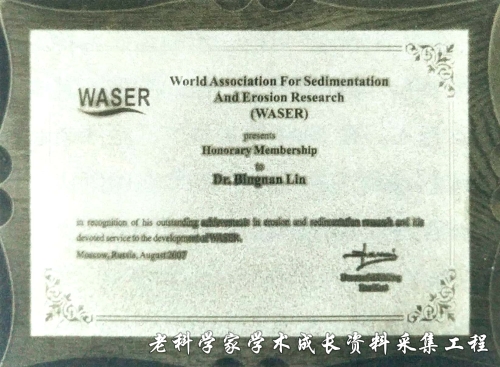 WASER
World Association For Sedimentation
And Erosion Research
(WASER)
presents
Honorary Membership
to
Dr. Bingnan Lin
in recognition of his outstanding achievements in erosion and sedimentation research and his
devoted service to the development of WASER.
Moscow, Russia, August 2007
老科学家学术成长资料采集工程